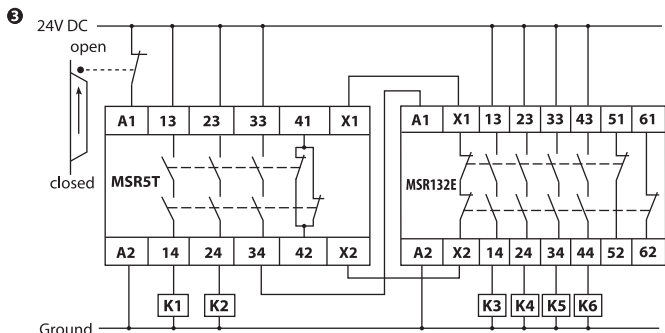 ❸
24V DC
open
A1 13 23 33 41 X1
A1 X1 13 23 33 43 51 61
closed
MSR5T
MSR132E
A2 14 24 34 42 X2
A2 X2 14 24 34 44 52 62
K1 K2 K3 K4 K5 K6
Ground